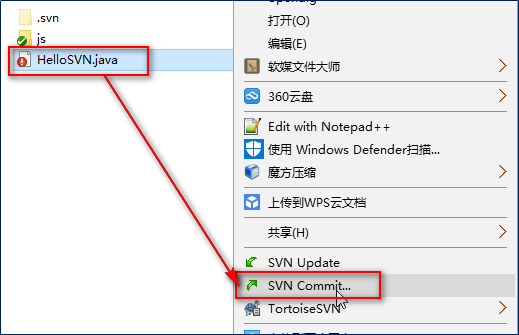 .svn
js
HelloSVN.java
打开(O)
编辑(E)
软媒文件大师
360云盘
Edit with Notepad++
使用 Windows Defender扫描...
魔方压缩
上传到WPS云文档
共享(H)
SVN Update
SVN Commit...
TortoiseSVN